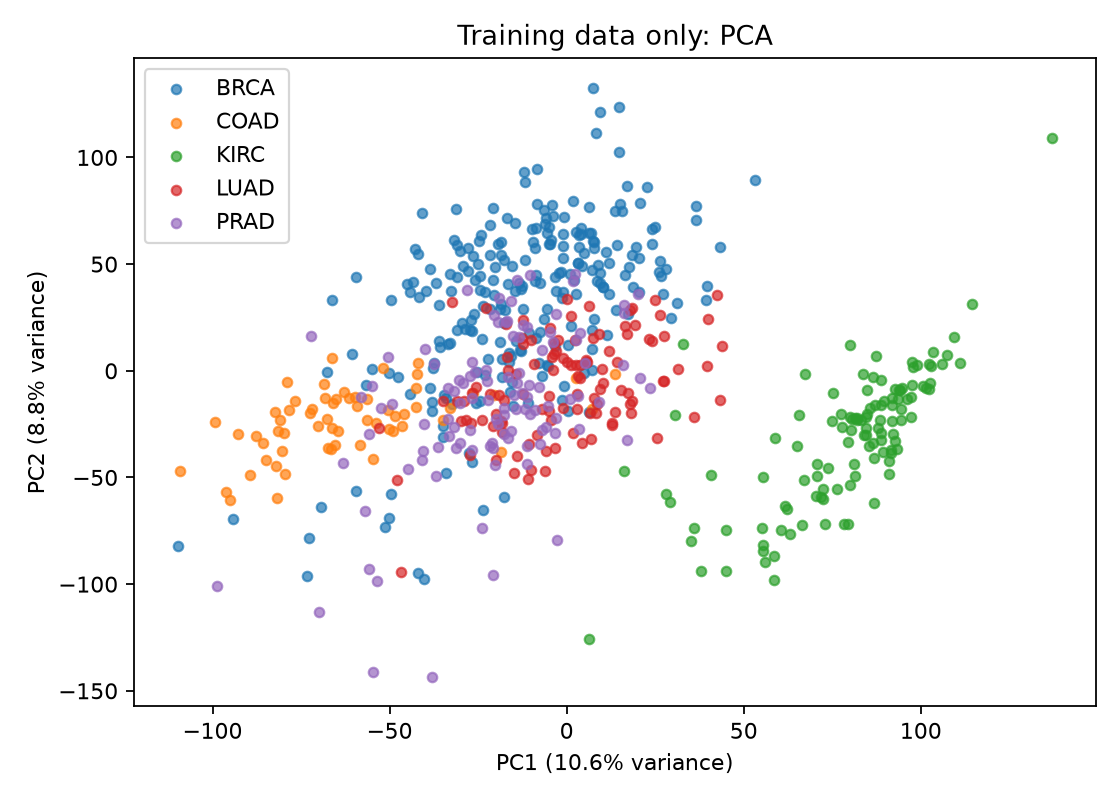 Training data only: PCA
BRCA
COAD
KIRC
LUAD
PRAD
100
50
0
−50
−100
−150
PC2 (8.8% variance)
−100 −50 0 50 100
PC1 (10.6% variance)